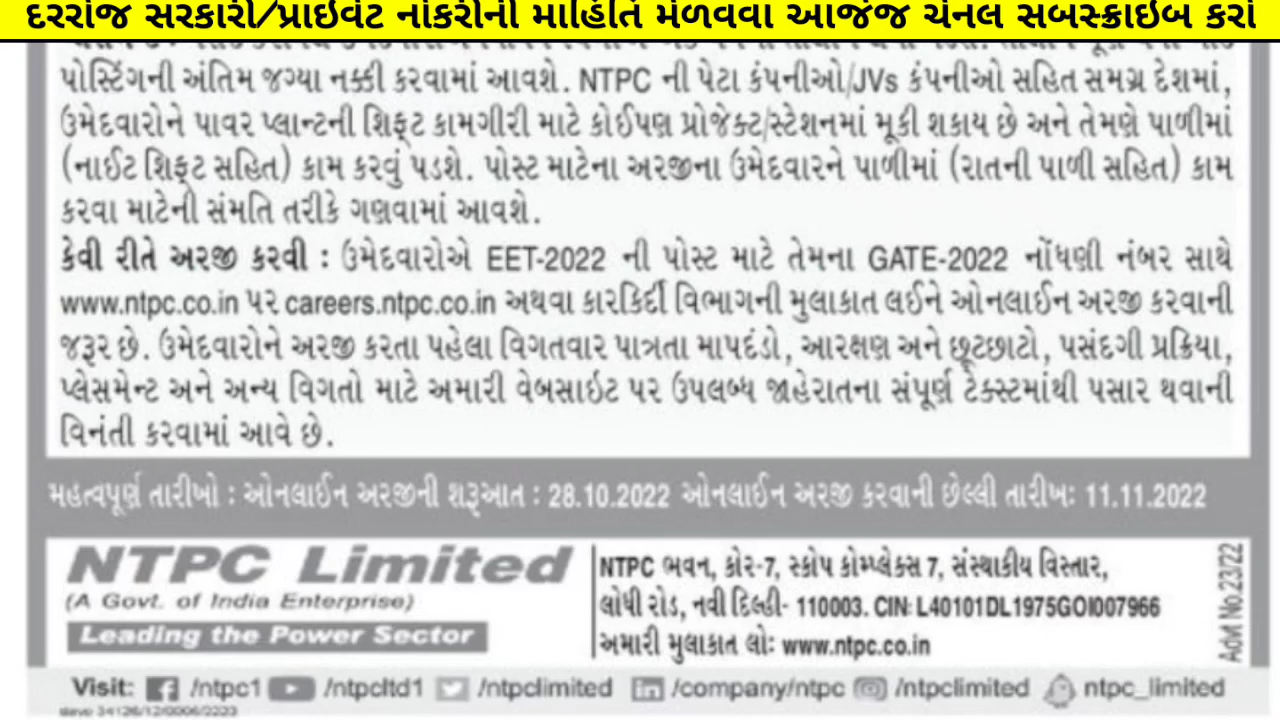 દરરોજ સરકારી/પ્રાઇવેટ નોકરીની માહિતિ મેળવવા આજેજ ચેનલ સબસ્ક્રાઇબ કરો
પોસ્ટિંગની અંતિમ જગ્યા નક્કી કરવામાં આવશે. NTPC ની પેટા કંપનીઓ/JVs કંપનીઓ સહિત સમગ્ર દેશમાં,
ઉમેદવારોને પાવર પ્લાન્ટની શિફ્ટ કામગીરી માટે કોઈપણ પ્રોજેક્ટ/સ્ટેશનમાં મૂકી શકાય છે અને તેમણે પાળીમાં
(નાઈટ શિફ્ટ સહિત) કામ કરવું પડશે. પોસ્ટ માટેના અરજીના ઉમેદવારને પાળીમાં (રાતની પાળી સહિત) કામ
કરવા માટેની સંમતિ તરીકે ગણવામાં આવશે.
કેવી રીતે અરજી કરવી : ઉમેદવારોએ EET-2022 ની પોસ્ટ માટે તેમના GATE-2022 નોંધણી નંબર સાથે
www.ntpc.co.in પર careers.ntpc.co.in અથવા કારકિર્દી વિભાગની મુલાકાત લઈને ઓનલાઈન અરજી કરવાની
જરૂર છે. ઉમેદવારોને અરજી કરતા પહેલા વિગતવાર પાત્રતા માપદંડો, આરક્ષણ અને છૂટછાટો, પસંદગી પ્રક્રિયા,
પ્લેસમેન્ટ અને અન્ય વિગતો માટે અમારી વેબસાઇટ પર ઉપલબ્ધ જાહેરાતના સંપૂર્ણ ટેક્સ્ટમાંથી પસાર થવાની
વિનંતી કરવામાં આવે છે.
મહત્વપૂર્ણ તારીખો : ઓનલાઈન અરજીની શરૂઆત : 28.10.2022 ઓનલાઈન અરજી કરવાની છેલ્લી તારીખઃ 11.11.2022
NTPC Limited
(A Govt. of India Enterprise)
Leading the Power Sector
NTPC ભવન, કોર-7, સ્કોપ કોમ્પ્લેક્સ 7, સંસ્થાકીય વિસ્તાર,
લોધી રોડ, નવી દિલ્હી- 110003. CIN: L40101DL1975GOI007966
અમારી મુલાકાત લોઃ www.ntpc.co.in
Advt No.23/22
Visit: /ntpc1 /ntpcltd1 /ntpclimited /company/ntpc /ntpclimited ntpc_limited